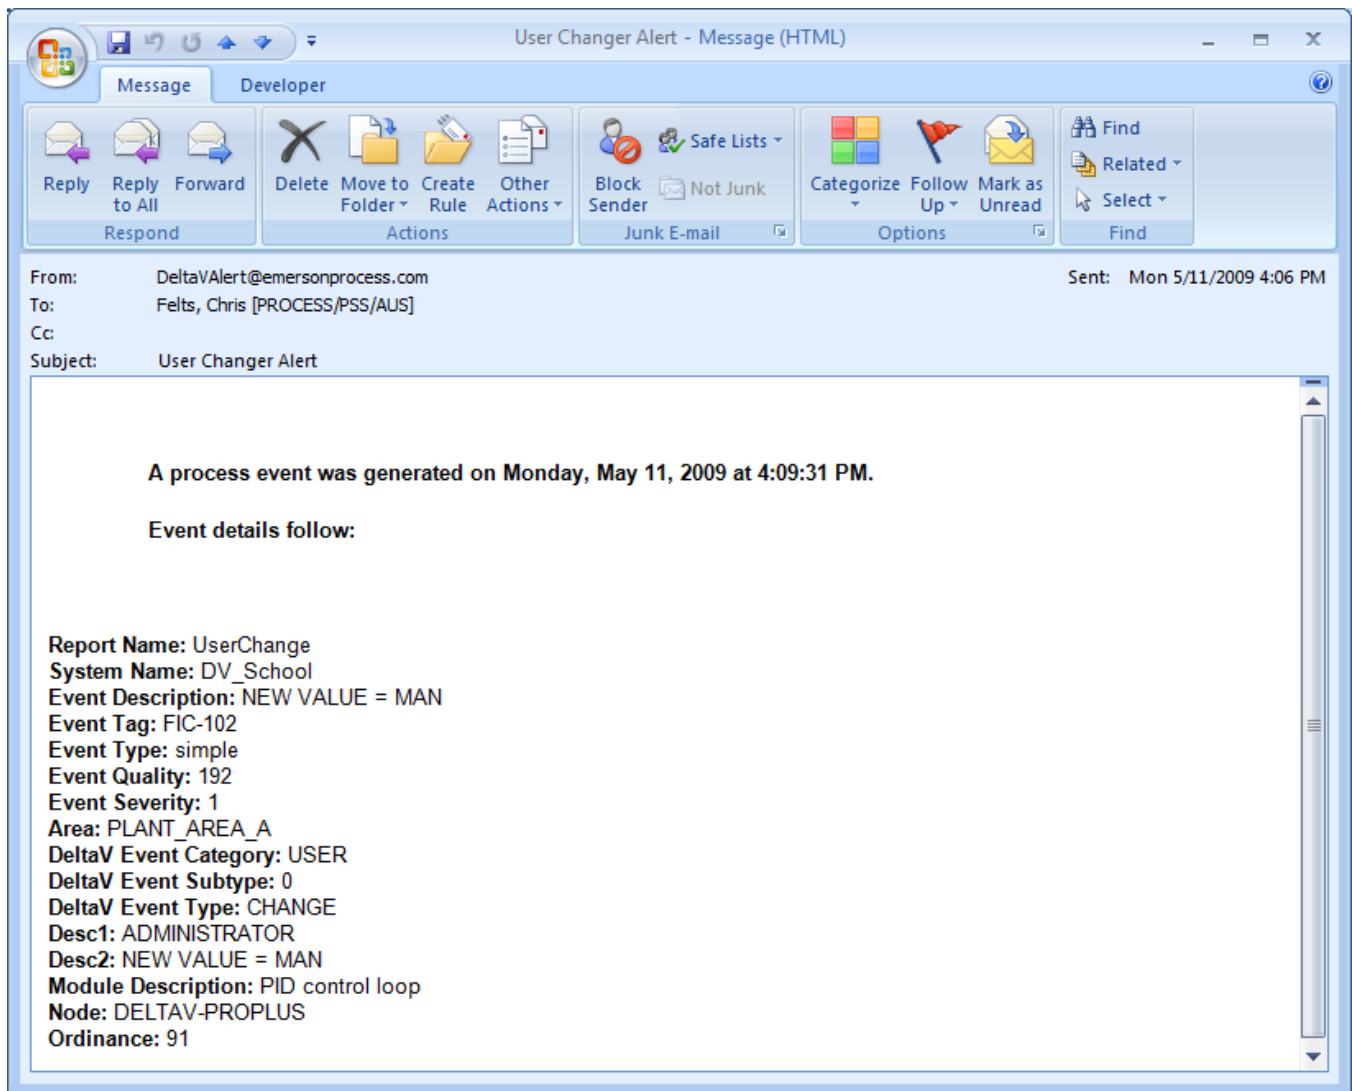 User Changer Alert - Message (HTML)
Message Developer
Reply Reply to All Forward
Respond
Delete Move to Folder Create Rule Other Actions
Actions
Block Sender Safe Lists Not Junk
Junk E-mail
Categorize Follow Up Mark as Unread
Options
Find
Related
Select
Find
From: DeltaVAlert@emersonprocess.com Sent: Mon 5/11/2009 4:06 PM
To: Felts, Chris [PROCESS/PSS/AUS]
Cc:
Subject: User Changer Alert
A process event was generated on Monday, May 11, 2009 at 4:09:31 PM.
Event details follow:
Report Name: UserChange
System Name: DV_School
Event Description: NEW VALUE = MAN
Event Tag: FIC-102
Event Type: simple
Event Quality: 192
Event Severity: 1
Area: PLANT_AREA_A
DeltaV Event Category: USER
DeltaV Event Subtype: 0
DeltaV Event Type: CHANGE
Desc1: ADMINISTRATOR
Desc2: NEW VALUE = MAN
Module Description: PID control loop
Node: DELTAV-PROPLUS
Ordinance: 91